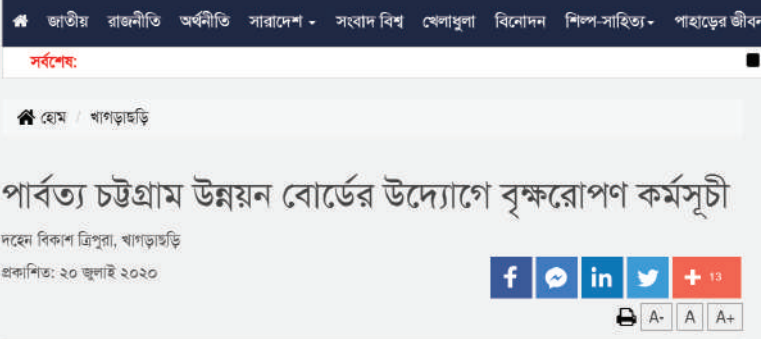 জাতীয় রাজনীতি অর্থনীতি সারাদেশ সংবাদ বিশ্ব খেলাধুলা বিনোদন শিল্প-সাহিত্য পাহাড়ের জীবন
সর্বশেষ:
হোম / খাগড়াছড়ি
পার্বত্য চট্টগ্রাম উন্নয়ন বোর্ডের উদ্যোগে বৃক্ষরোপণ কর্মসূচী
দহেন বিকাশ ত্রিপুরা, খাগড়াছড়ি
প্রকাশিত: ২০ জুলাই ২০২০
f in + 13
A- A A+